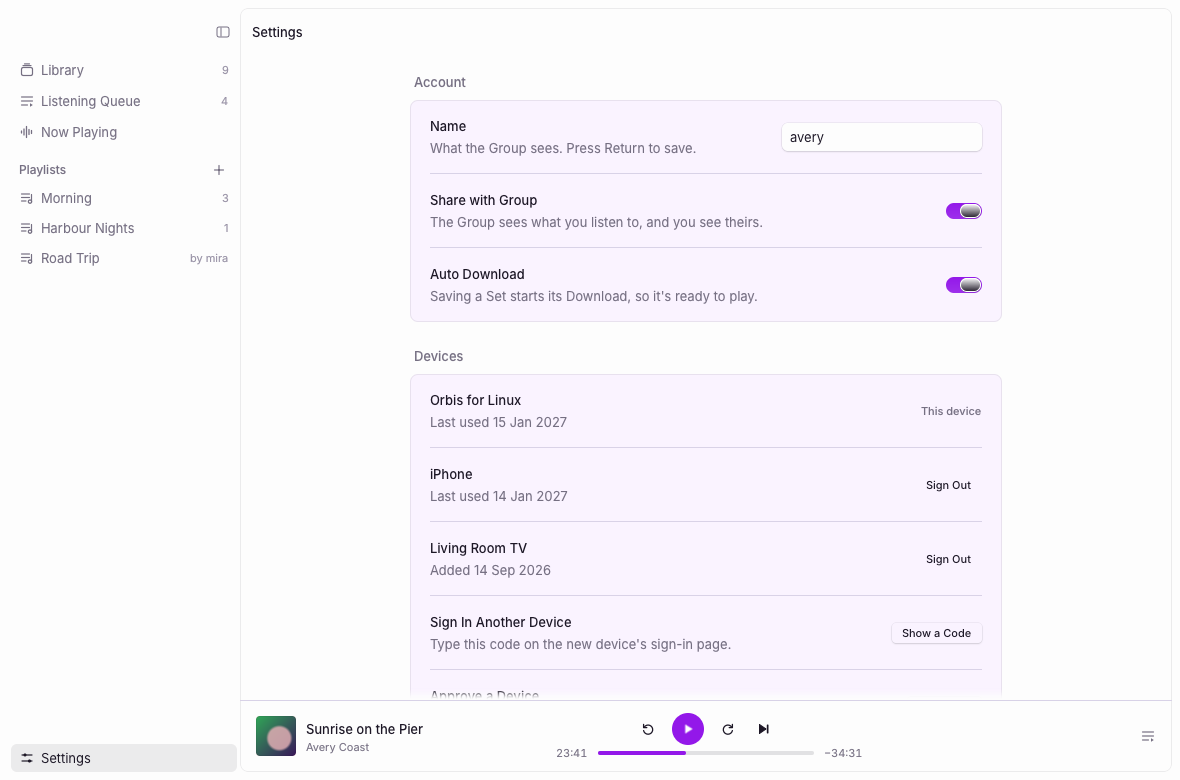 Settings
Library 9
Listening Queue 4
Now Playing
Playlists
Morning 3
Harbour Nights 1
Road Trip by mira
Settings
Account
Name
What the Group sees. Press Return to save.
avery
Share with Group
The Group sees what you listen to, and you see theirs.
Auto Download
Saving a Set starts its Download, so it's ready to play.
Devices
Orbis for Linux
Last used 15 Jan 2027
This device
iPhone
Last used 14 Jan 2027
Sign Out
Living Room TV
Added 14 Sep 2026
Sign Out
Sign In Another Device
Type this code on the new device's sign-in page.
Show a Code
Approve a Device
Sunrise on the Pier
Avery Coast
23:41
−34:31